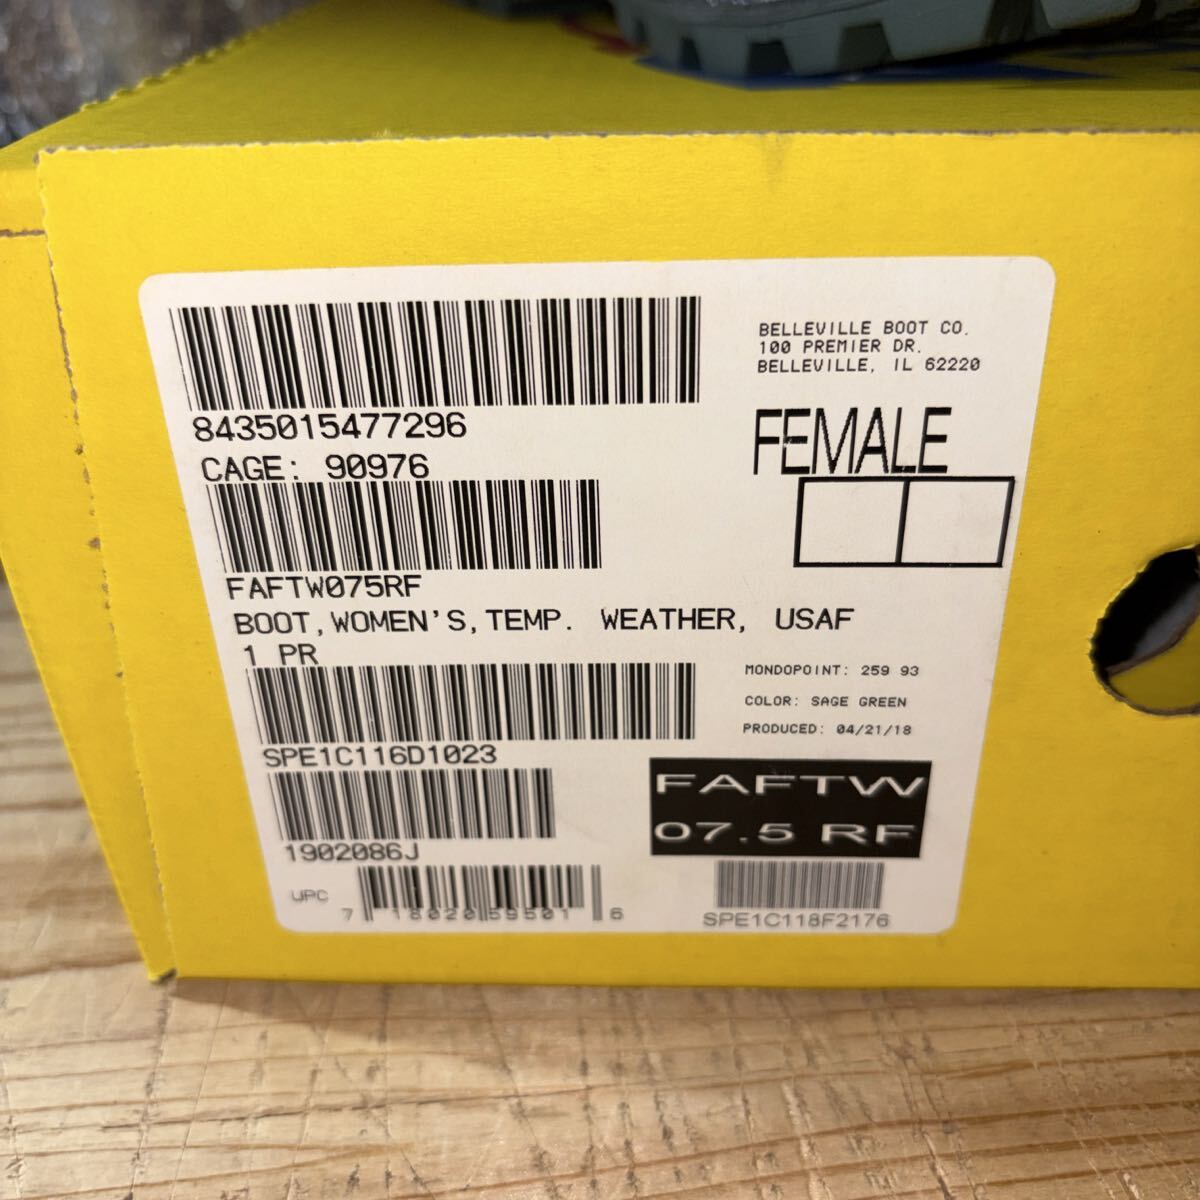 8435015477296
CAGE: 90976
FAFTW075RF
BOOT,WOMEN'S,TEMP. WEATHER, USAF
1 PR
SPE1C116D1023
1902086J
UPC
7 18020 59501 6
BELLEVILLE BOOT CO.
100 PREMIER DR.
BELLEVILLE, IL 62220
FEMALE
MONDOPOINT: 259 93
COLOR: SAGE GREEN
PRODUCED: 04/21/18
FAFTW
07.5 RF
SPE1C118F2176